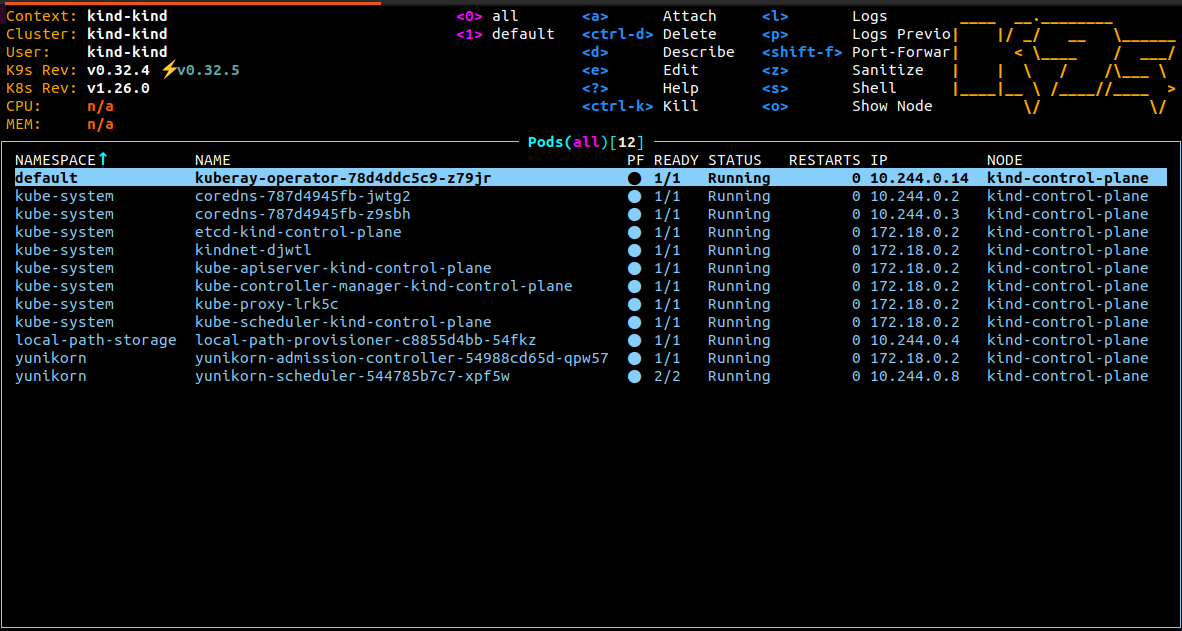 Context: kind-kind <0> all <a> Attach <l> Logs
Cluster: kind-kind <1> default <ctrl-d> Delete <p> Logs Previo
User: kind-kind <d> Describe <shift-f> Port-Forwar
K9s Rev: v0.32.4 ⚡v0.32.5 <e> Edit <z> Sanitize
K8s Rev: v1.26.0 <?> Help <s> Shell
CPU: n/a <ctrl-k> Kill <o> Show Node
MEM: n/a
Pods(all)[12]
NAMESPACE↑ NAME PF READY STATUS RESTARTS IP NODE
default kuberay-operator-78d4ddc5c9-z79jr ● 1/1 Running 0 10.244.0.14 kind-control-plane
kube-system coredns-787d4945fb-jwtg2 ● 1/1 Running 0 10.244.0.2 kind-control-plane
kube-system coredns-787d4945fb-z9sbh ● 1/1 Running 0 10.244.0.3 kind-control-plane
kube-system etcd-kind-control-plane ● 1/1 Running 0 172.18.0.2 kind-control-plane
kube-system kindnet-djwtl ● 1/1 Running 0 172.18.0.2 kind-control-plane
kube-system kube-apiserver-kind-control-plane ● 1/1 Running 0 172.18.0.2 kind-control-plane
kube-system kube-controller-manager-kind-control-plane ● 1/1 Running 0 172.18.0.2 kind-control-plane
kube-system kube-proxy-lrk5c ● 1/1 Running 0 172.18.0.2 kind-control-plane
kube-system kube-scheduler-kind-control-plane ● 1/1 Running 0 172.18.0.2 kind-control-plane
local-path-storage local-path-provisioner-c8855d4bb-54fkz ● 1/1 Running 0 10.244.0.4 kind-control-plane
yunikorn yunikorn-admission-controller-54988cd65d-qpw57 ● 1/1 Running 0 172.18.0.2 kind-control-plane
yunikorn yunikorn-scheduler-544785b7c7-xpf5w ● 2/2 Running 0 10.244.0.8 kind-control-plane